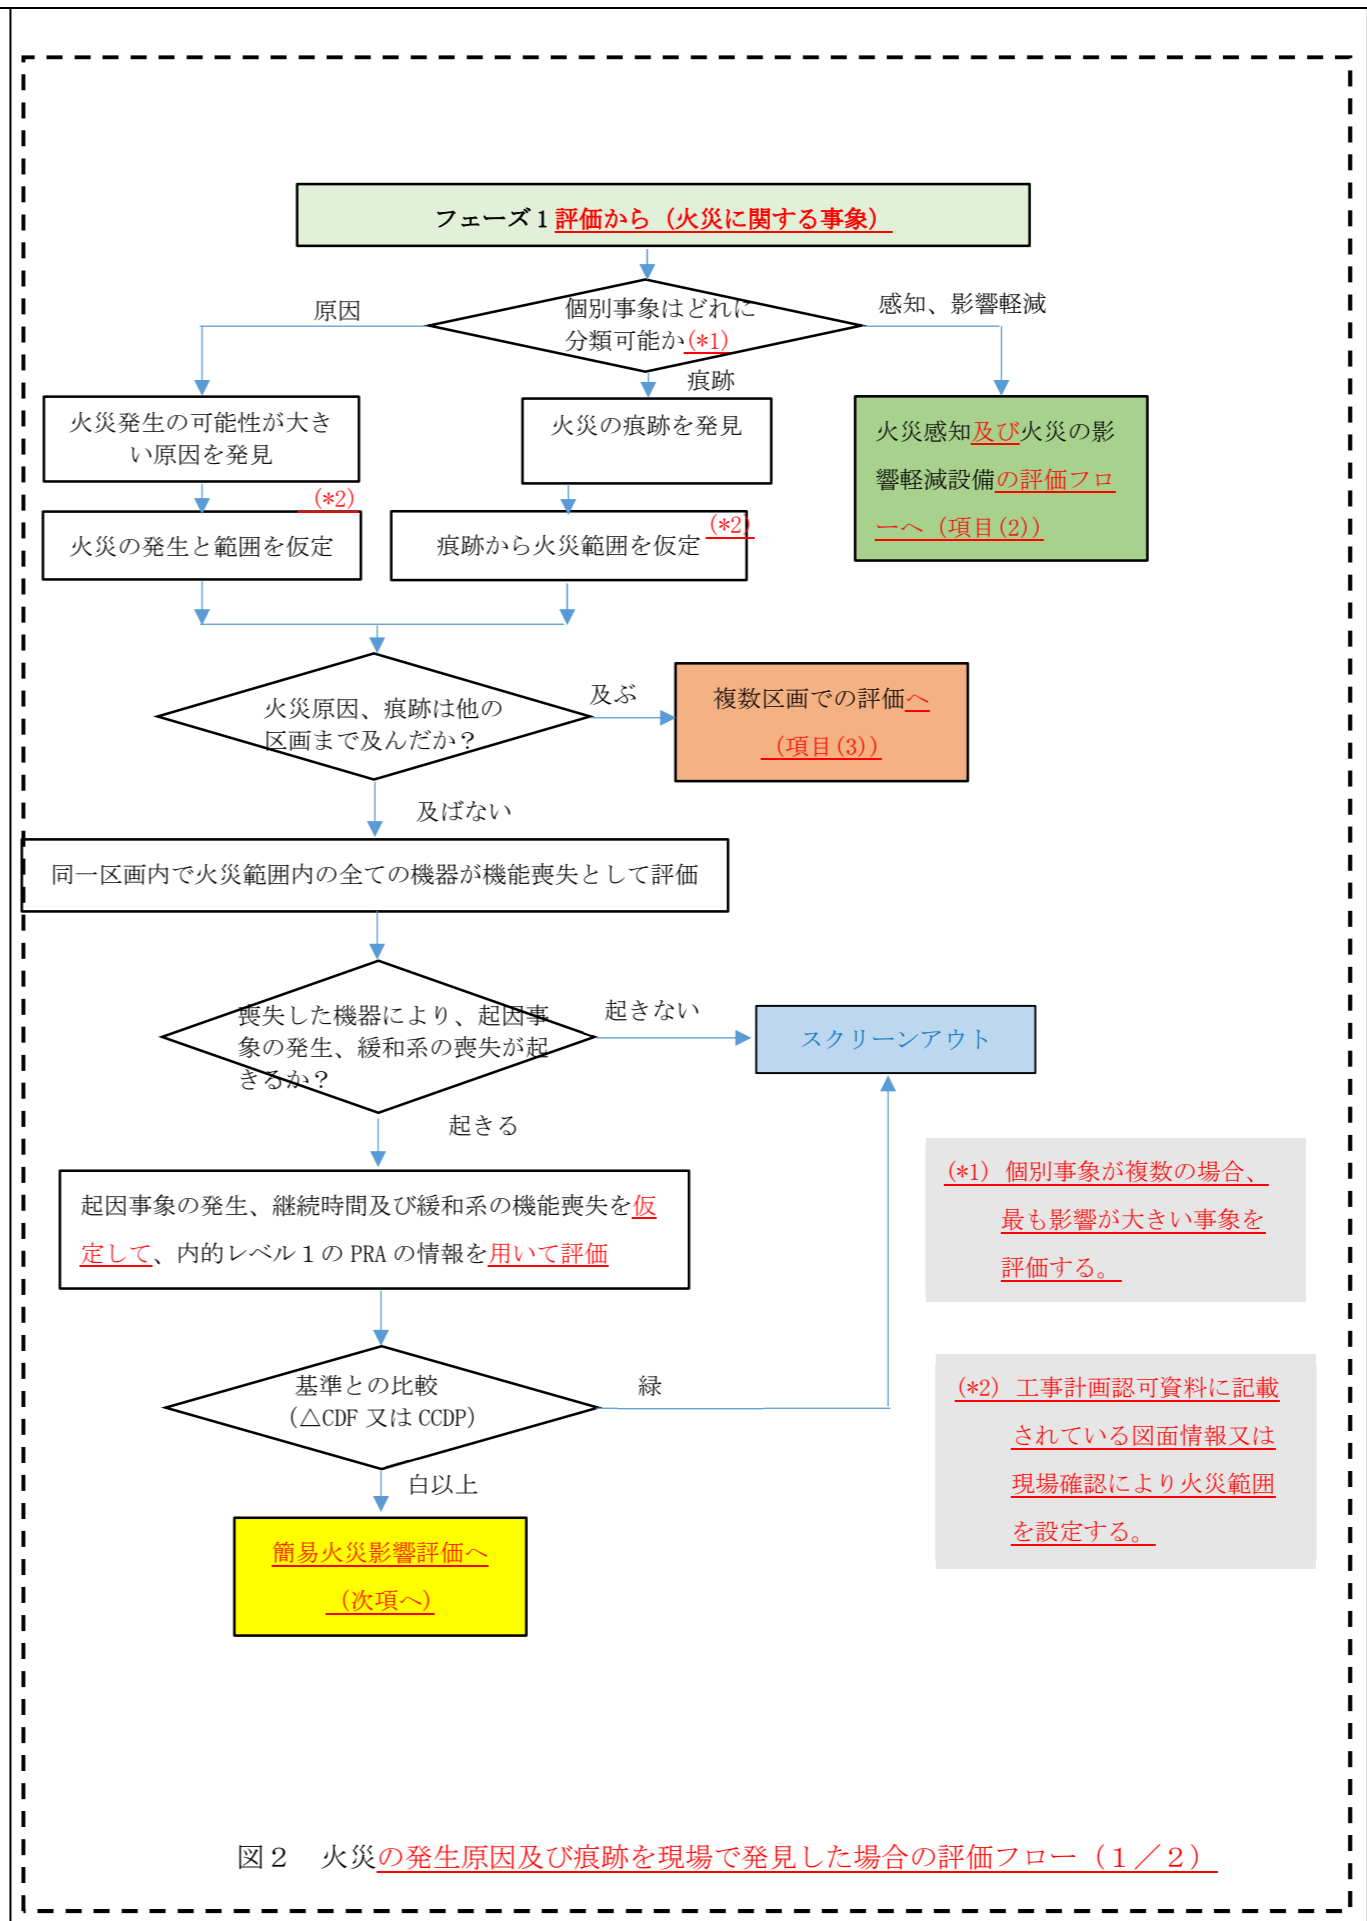 フェーズ1評価から（火災に関する事象）
個別事象はどれに
分類可能か(*1)
原因
感知、影響軽減
痕跡
火災発生の可能性が大き
い原因を発見
火災の痕跡を発見
火災感知及び火災の影
響軽減設備の評価フロ
ーへ（項目(2)）
(*2)
火災の発生と範囲を仮定
(*2)
痕跡から火災範囲を仮定
火災原因、痕跡は他の
区画まで及んだか？
及ぶ
複数区画での評価へ
（項目(3)）
及ばない
同一区画内で火災範囲内の全ての機器が機能喪失として評価
喪失した機器により、起因事
象の発生、緩和系の喪失が起
きるか？
起きない
スクリーンアウト
起きる
起因事象の発生、継続時間及び緩和系の機能喪失を仮
定して、内的レベル１の PRA の情報を用いて評価
(*1) 個別事象が複数の場合、
最も影響が大きい事象を
評価する。
基準との比較
（△CDF 又は CCDP）
緑
白以上
(*2) 工事計画認可資料に記載
されている図面情報又は
現場確認により火災範囲
を設定する。
簡易火災影響評価へ
（次項へ）
図２　火災の発生原因及び痕跡を現場で発見した場合の評価フロー（１／２）